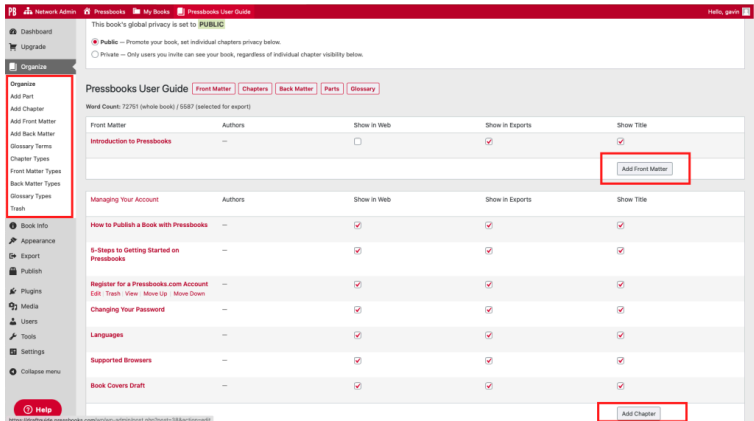 PB Network Admin Pressbooks My Books Pressbooks User Guide Hello, gavin
Dashboard
Upgrade
Organize
Organize
Add Part
Add Chapter
Add Front Matter
Add Back Matter
Glossary Terms
Chapter Types
Front Matter Types
Back Matter Types
Glossary Types
Trash
Book Info
Appearance
Export
Publish
Plugins
Media
Users
Tools
Settings
Collapse menu
Help
This book's global privacy is set to PUBLIC
Public — Promote your book, set individual chapters privacy below.
Private — Only users you invite can see your book, regardless of individual chapter visibility below.
Pressbooks User Guide Front Matter Chapters Back Matter Parts Glossary
Word Count: 72751 (whole book) / 5587 (selected for export)
Front Matter Authors Show in Web Show in Exports Show Title
Introduction to Pressbooks —
Add Front Matter
Managing Your Account Authors Show in Web Show in Exports Show Title
How to Publish a Book with Pressbooks —
5-Steps to Getting Started on —
Pressbooks
Register for a Pressbooks.com Account —
Edit | Trash | View | Move Up | Move Down
Changing Your Password —
Languages —
Supported Browsers —
Book Covers Draft —
Add Chapter